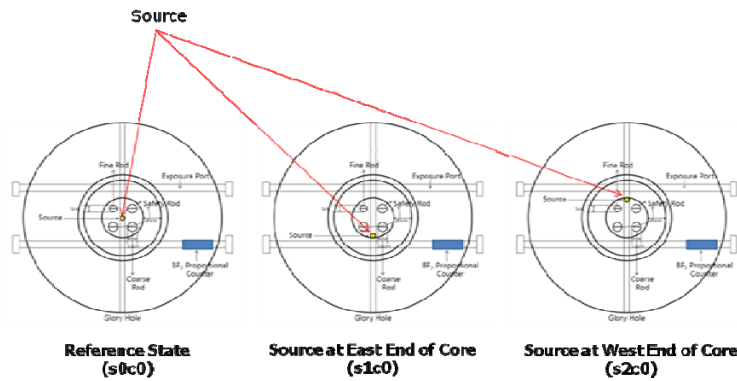 Source
Fine Rod
Exposure Port
Safety Rod
Source
BF₃ Proportional
Counter
Coarse
Rod
Glory Hole
Reference State
(s0c0)
Fine Rod
Exposure Port
Safety Rod
Source
BF₃ Proportional
Counter
Coarse
Rod
Glory Hole
Source at East End of Core
(s1c0)
Fine Rod
Exposure Port
Safety Rod
Source
BF₃ Proportional
Counter
Coarse
Rod
Glory Hole
Source at West End of Core
(s2c0)